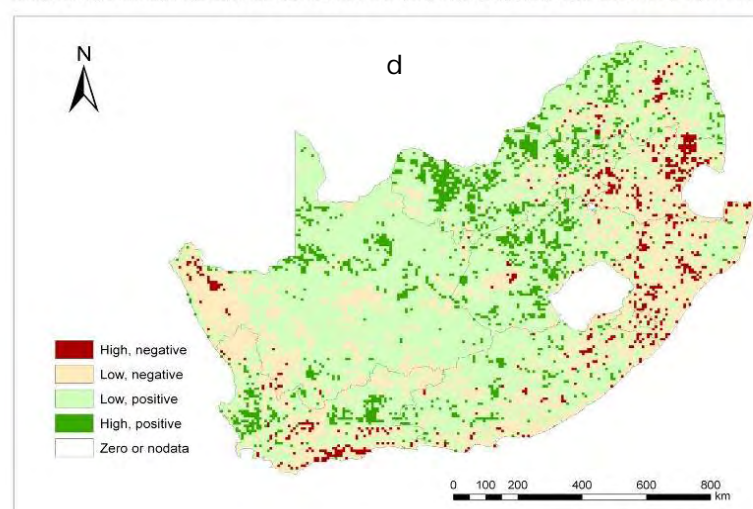 N
d
High, negative
Low, negative
Low, positive
High, positive
Zero or nodata
0 100 200 400 600 800
km